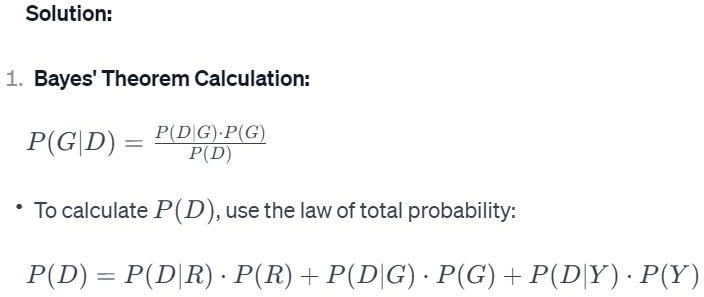 Solution:
1. Bayes' Theorem Calculation:
P(G|D) = P(D|G)·P(G) / P(D)
• To calculate P(D), use the law of total probability:
P(D) = P(D|R) · P(R) + P(D|G) · P(G) + P(D|Y) · P(Y)